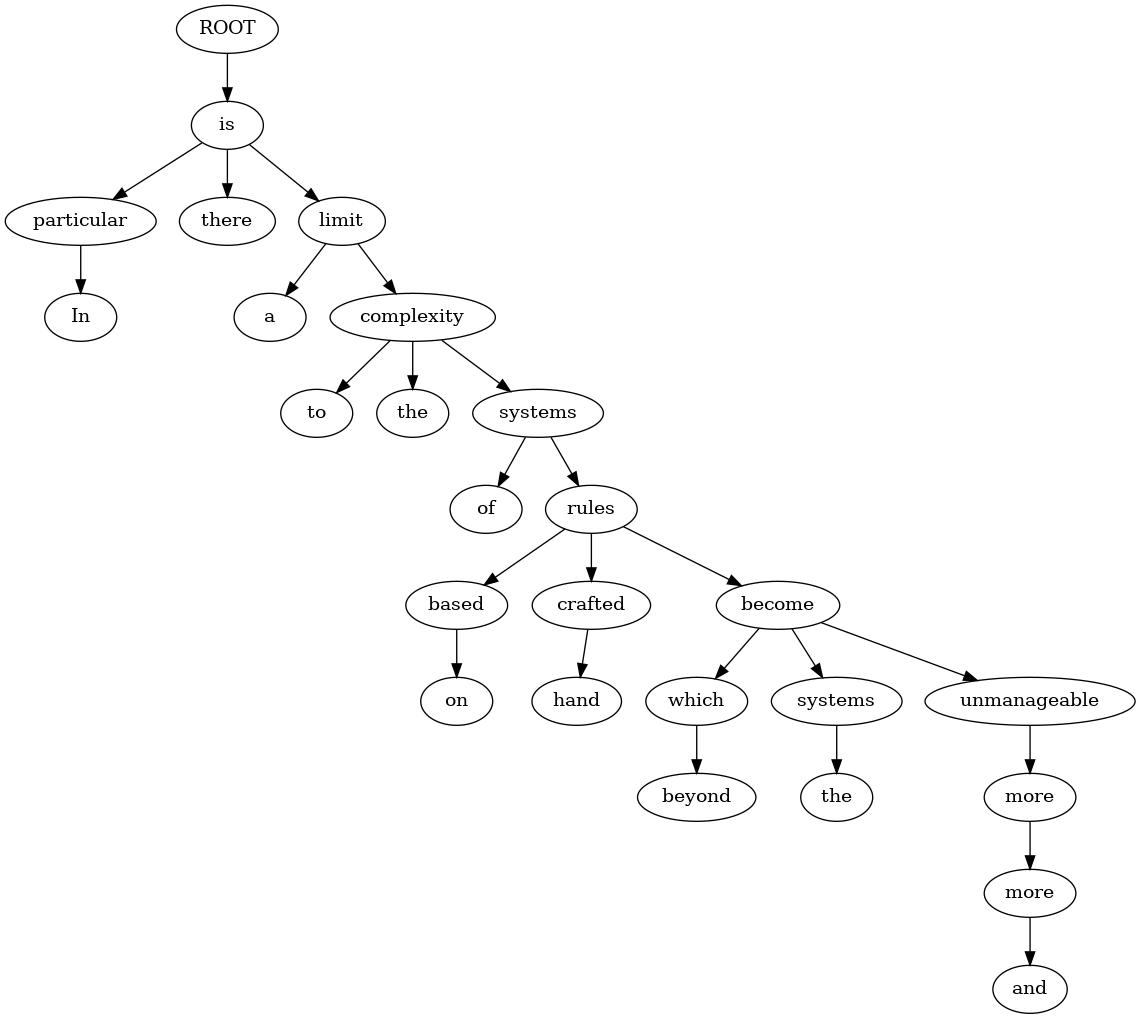 ROOT
is
particular there limit
In a complexity
to the systems
of rules
based crafted become
on hand which systems unmanageable
beyond the more
more
and